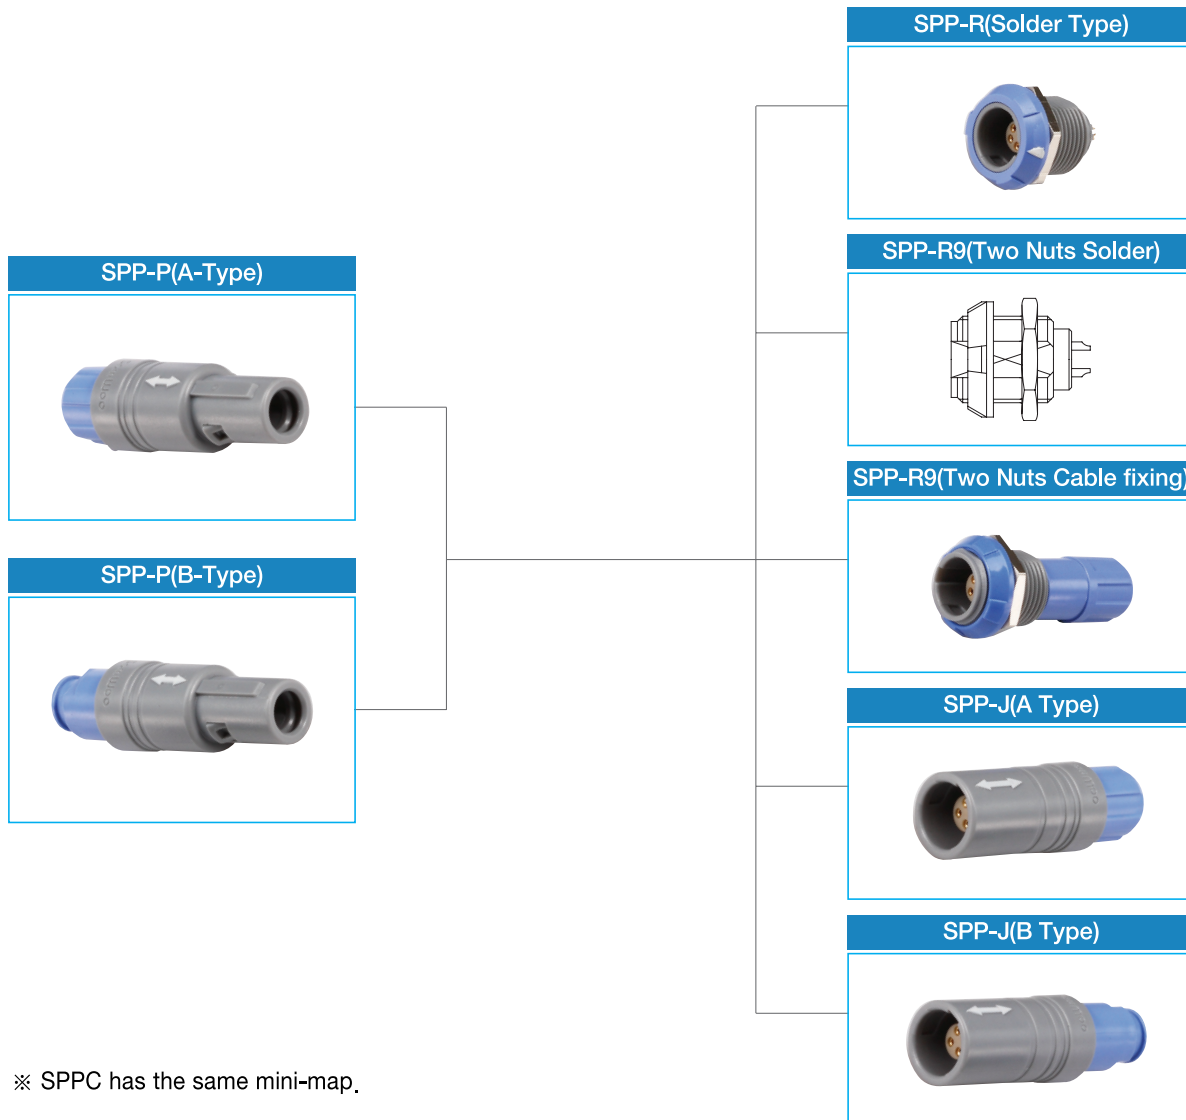 SPP-R(Solder Type)
SPP-R9(Two Nuts Solder)
SPP-P(A-Type)
SPP-R9(Two Nuts Cable fixing)
SPP-P(B-Type)
SPP-J(A Type)
SPP-J(B Type)
※ SPPC has the same mini-map.